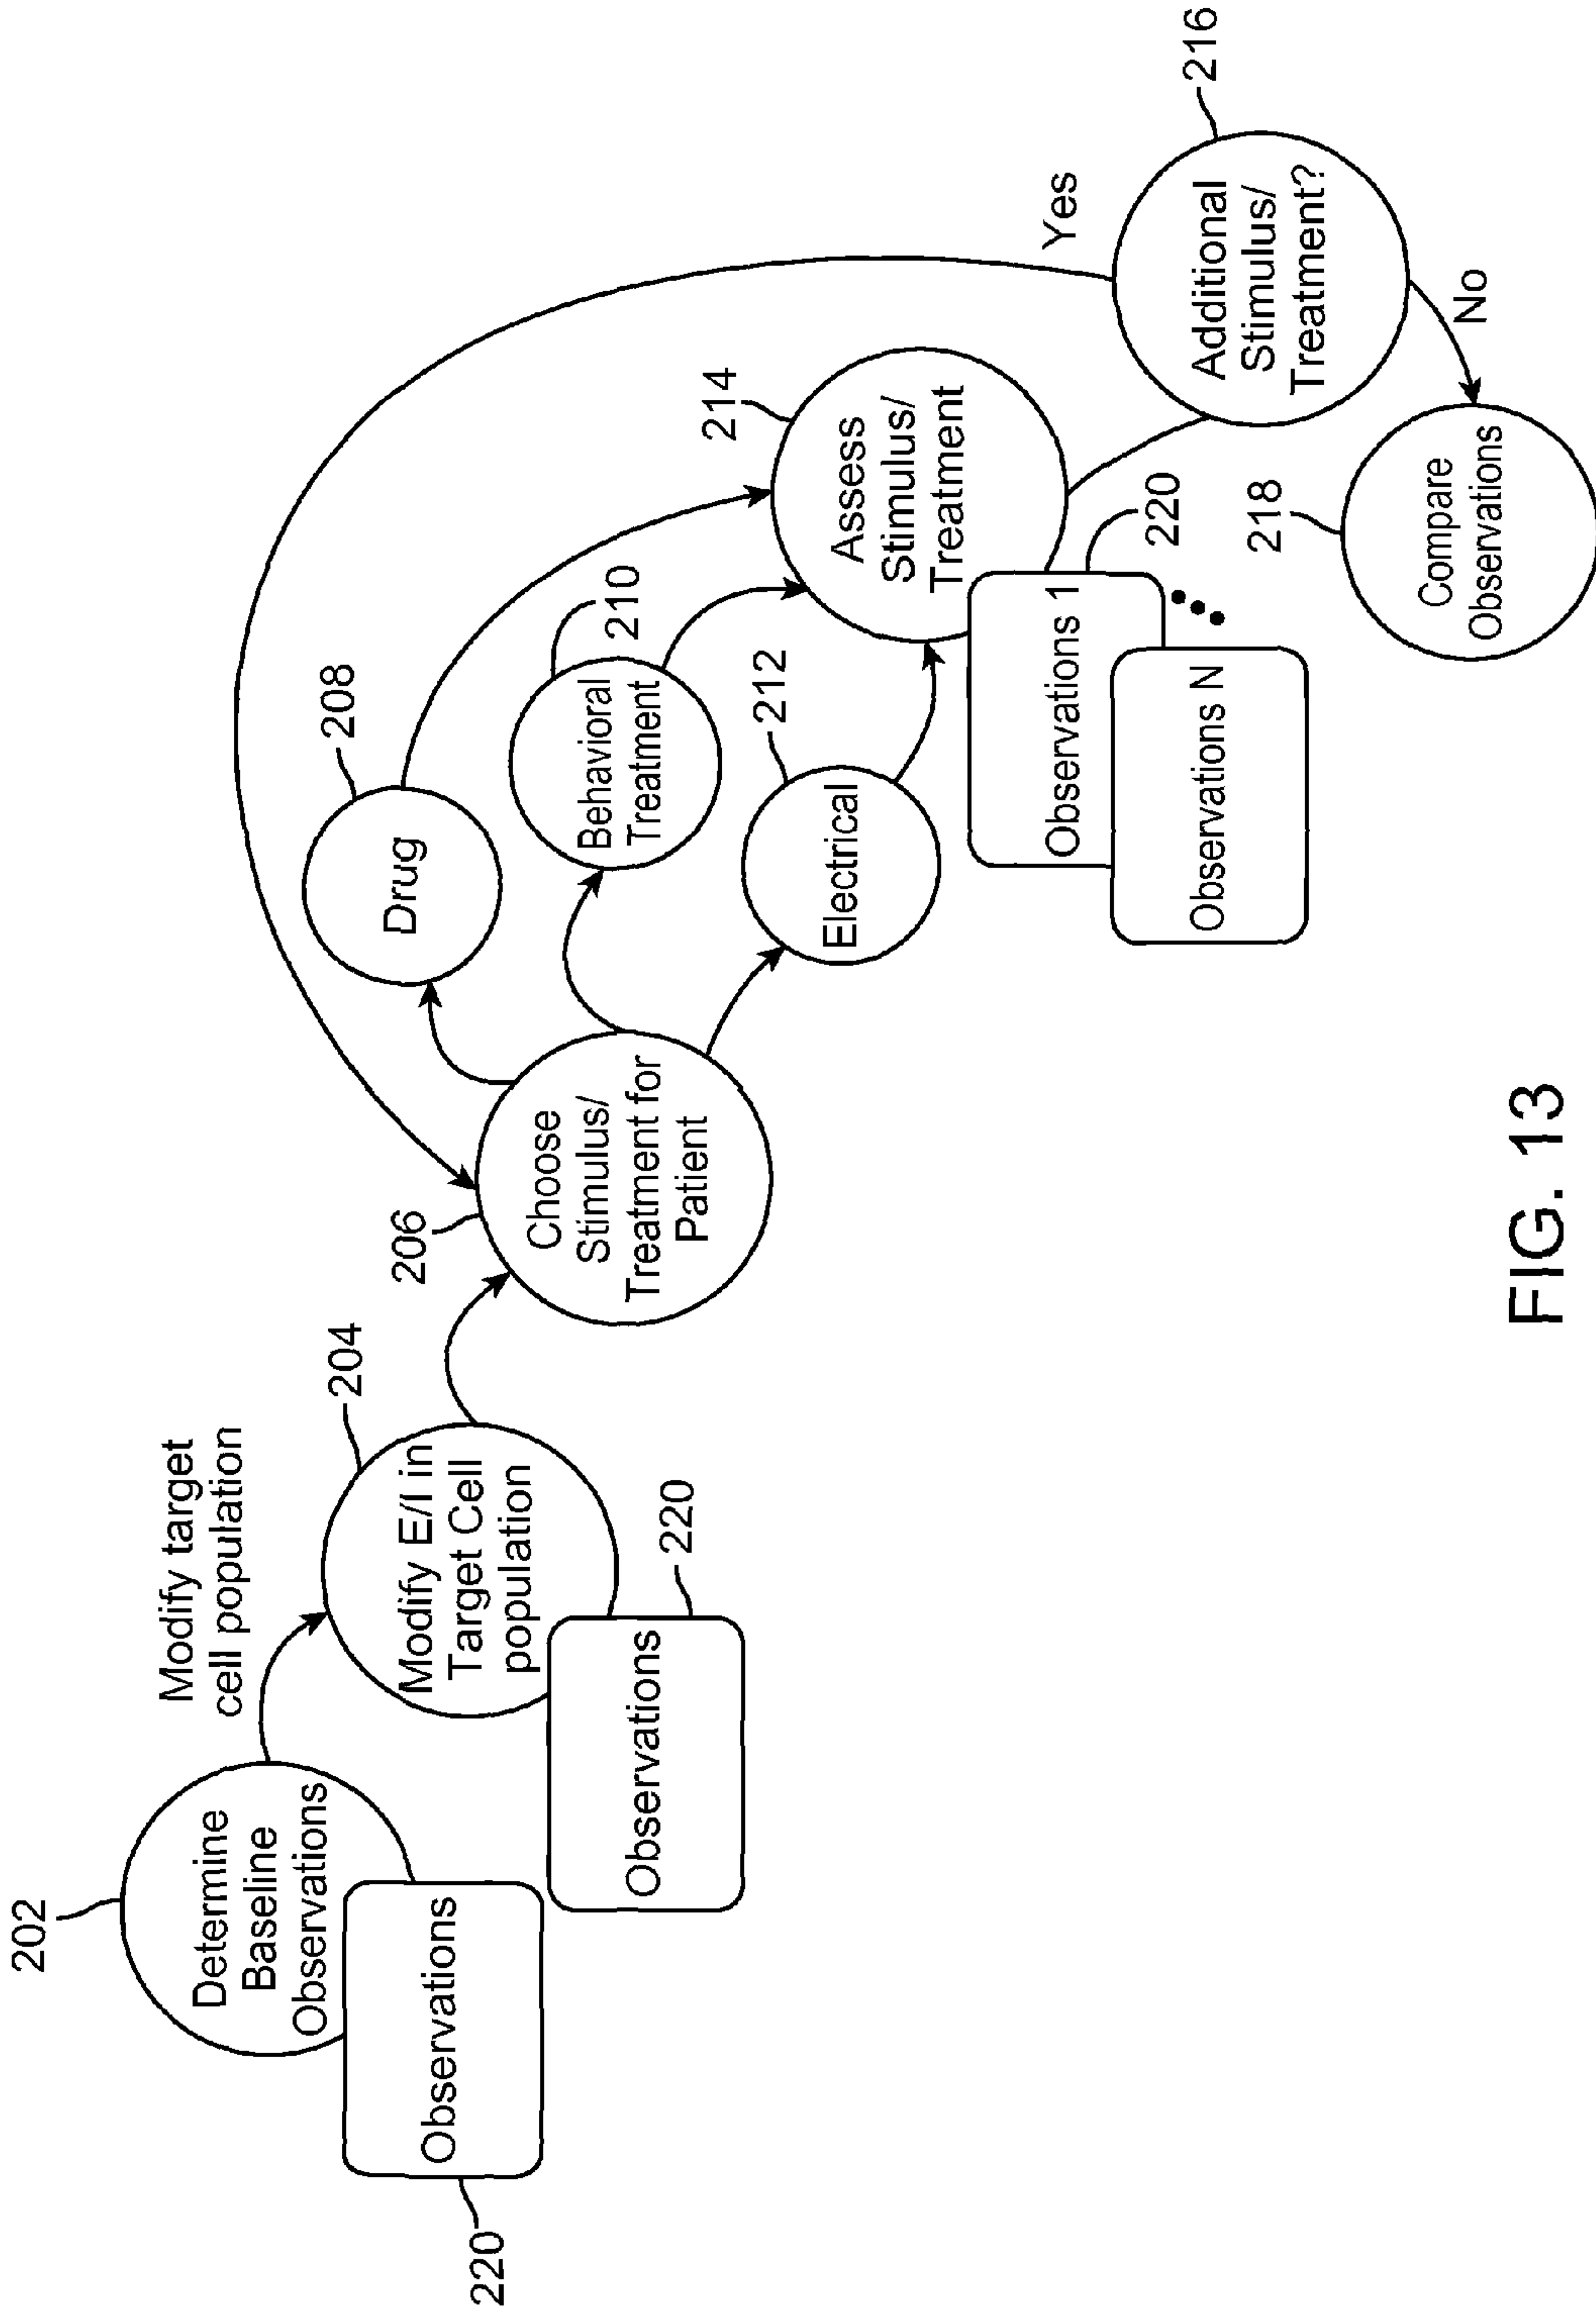 202
Determine
Baseline
Observations
Observations
220
Modify target
cell population
204
Modify E/I in
Target Cell
population
Observations
220
206
Choose
Stimulus/
Treatment for
Patient
208
Drug
210
Behavioral
Treatment
212
Electrical
214
Assess
Stimulus/
Treatment
Observations 1
220
Observations N
Yes
216
Additional
Stimulus/
Treatment?
No
218
Compare
Observations
FIG. 13